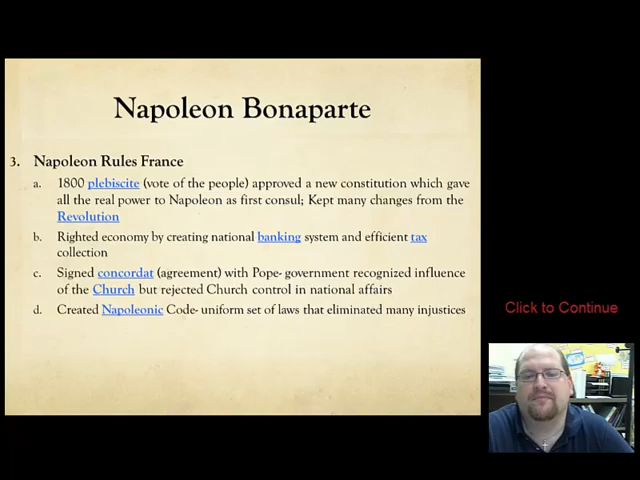 Napoleon Bonaparte
3. Napoleon Rules France
a. 1800 plebiscite (vote of the people) approved a new constitution which gave
all the real power to Napoleon as first consul; Kept many changes from the
Revolution
b. Righted economy by creating national banking system and efficient tax
collection
c. Signed concordat (agreement) with Pope- government recognized influence
of the Church but rejected Church control in national affairs
d. Created Napoleonic Code- uniform set of laws that eliminated many injustices
Click to Continue